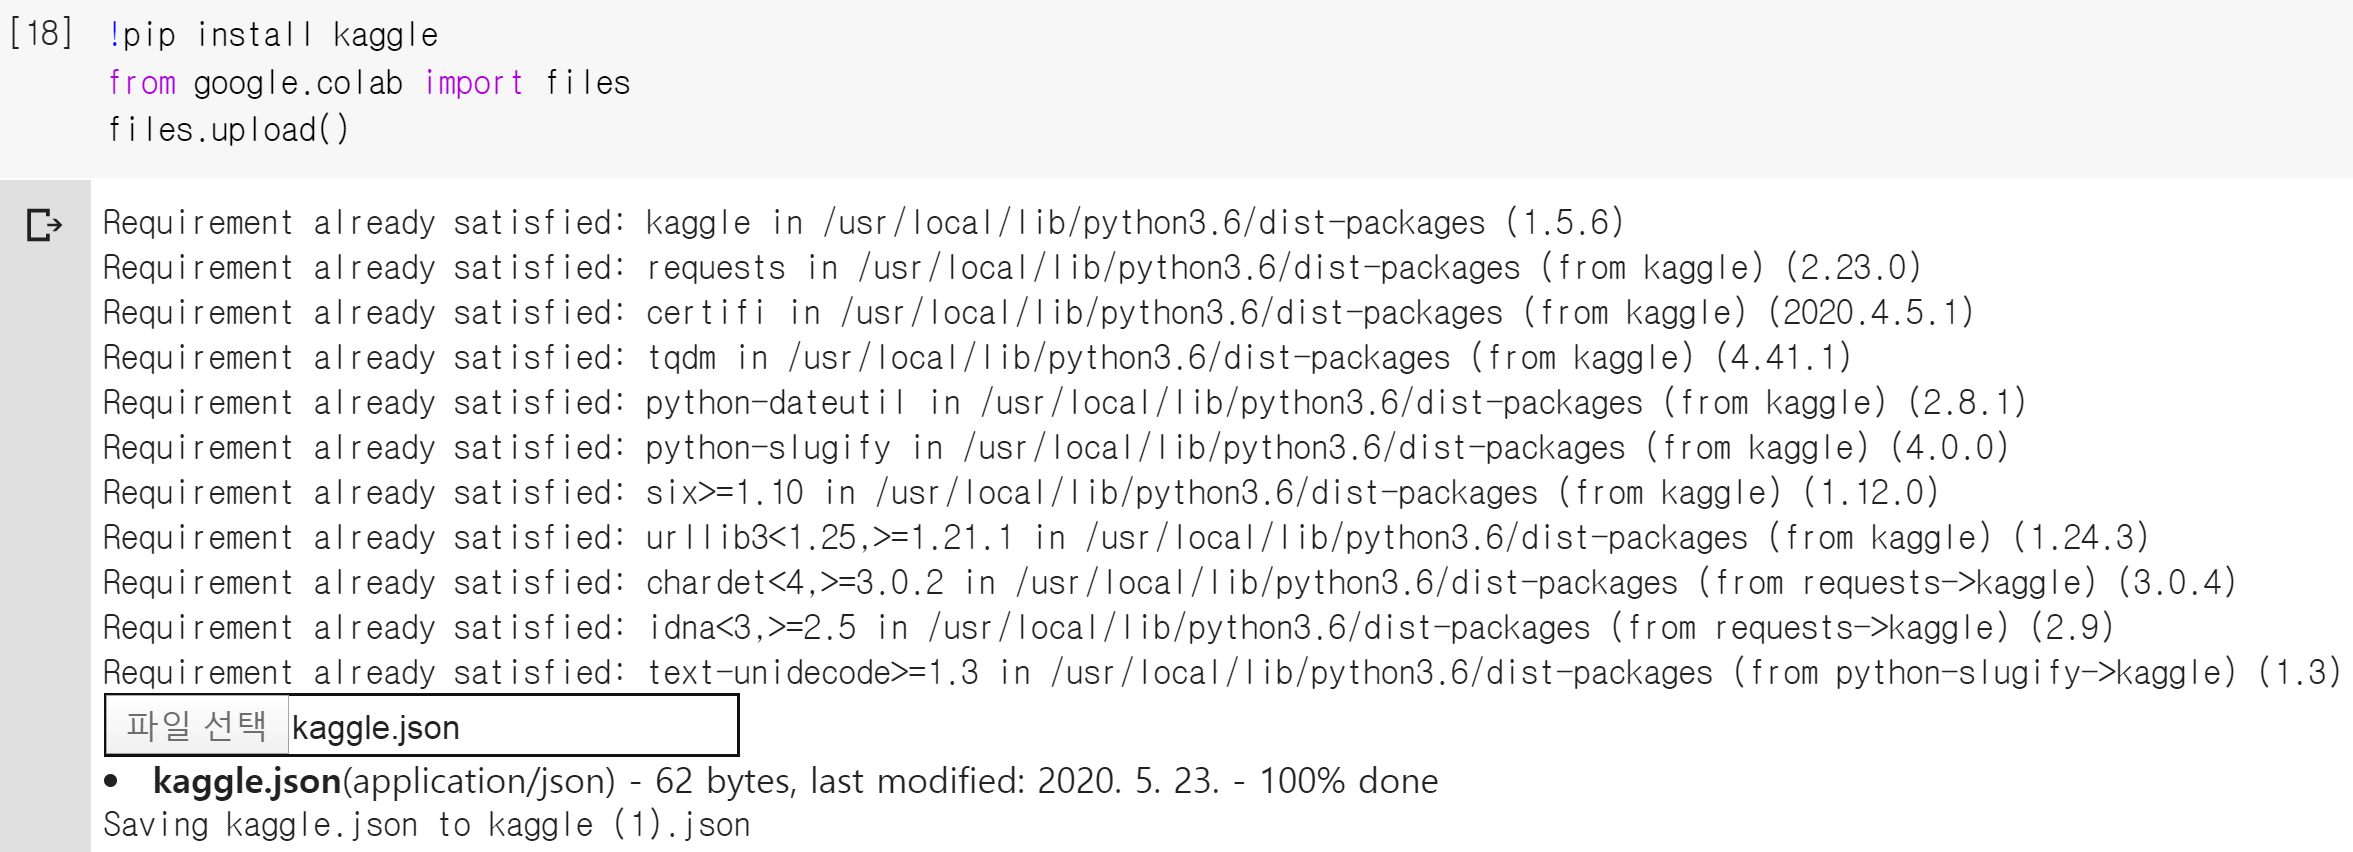 [18] !pip install kaggle
from google.colab import files
files.upload()
Requirement already satisfied: kaggle in /usr/local/lib/python3.6/dist-packages (1.5.6)
Requirement already satisfied: requests in /usr/local/lib/python3.6/dist-packages (from kaggle) (2.23.0)
Requirement already satisfied: certifi in /usr/local/lib/python3.6/dist-packages (from kaggle) (2020.4.5.1)
Requirement already satisfied: tqdm in /usr/local/lib/python3.6/dist-packages (from kaggle) (4.41.1)
Requirement already satisfied: python-dateutil in /usr/local/lib/python3.6/dist-packages (from kaggle) (2.8.1)
Requirement already satisfied: python-slugify in /usr/local/lib/python3.6/dist-packages (from kaggle) (4.0.0)
Requirement already satisfied: six>=1.10 in /usr/local/lib/python3.6/dist-packages (from kaggle) (1.12.0)
Requirement already satisfied: urllib3<1.25,>=1.21.1 in /usr/local/lib/python3.6/dist-packages (from kaggle) (1.24.3)
Requirement already satisfied: chardet<4,>=3.0.2 in /usr/local/lib/python3.6/dist-packages (from requests->kaggle) (3.0.4)
Requirement already satisfied: idna<3,>=2.5 in /usr/local/lib/python3.6/dist-packages (from requests->kaggle) (2.9)
Requirement already satisfied: text-unidecode>=1.3 in /usr/local/lib/python3.6/dist-packages (from python-slugify->kaggle) (1.3)
파일 선택 kaggle.json
• kaggle.json(application/json) - 62 bytes, last modified: 2020. 5. 23. - 100% done
Saving kaggle.json to kaggle (1).json